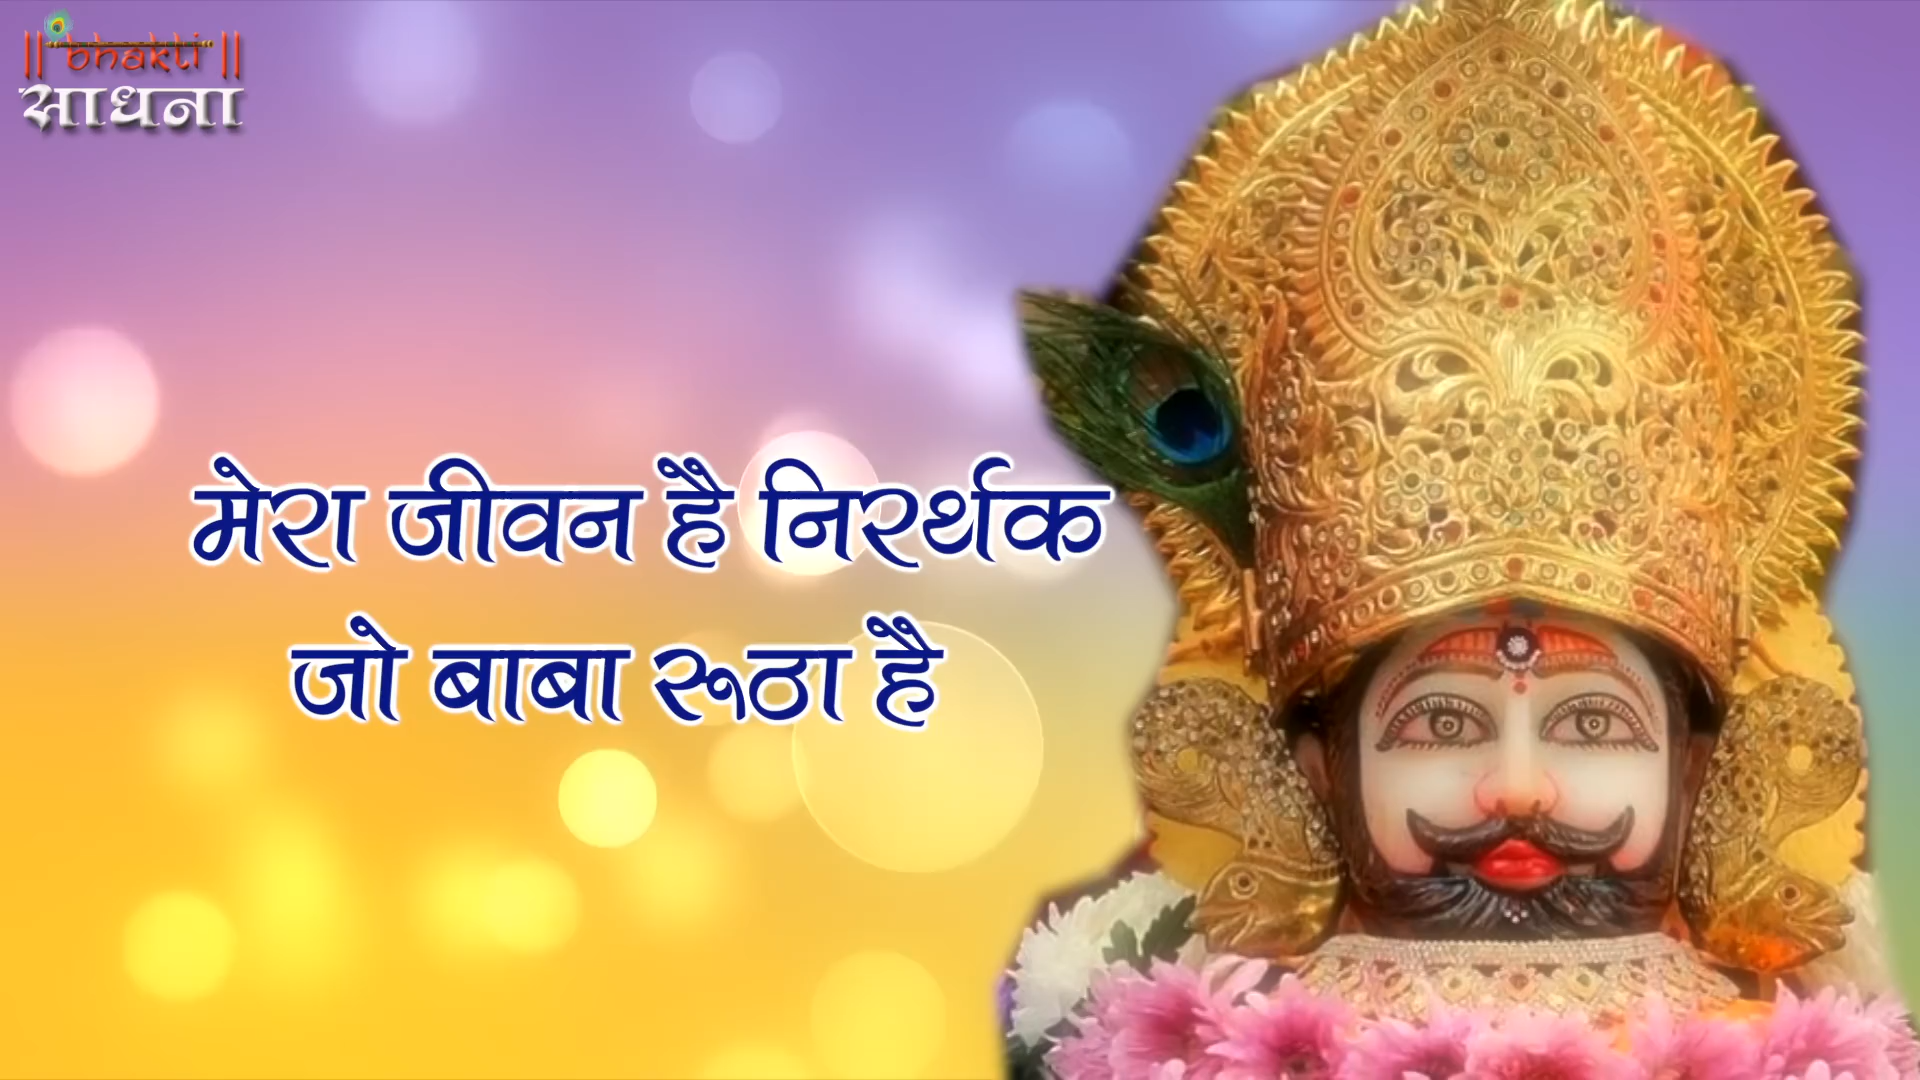 || bhakti ||
साधना
मेरा जीवन है निरर्थक
जो बाबा रूठा है